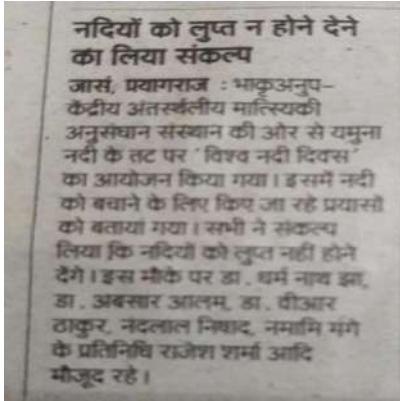 नदियों को लुप्त न होने देने
का लिया संकल्प
जासं, प्रयागराज : भाकृअनुप-
केंद्रीय अंतर्स्थलीय मात्स्यिकी
अनुसंधान संस्थान की ओर से यमुना
नदी के तट पर 'विश्व नदी दिवस'
का आयोजन किया गया। इसमें नदी
को बचाने के लिए किए जा रहे प्रयासों
को बताया गया। सभी ने संकल्प
लिया कि नदियों को लुप्त नहीं होने
देंगे। इस मौके पर डा. धर्म नाथ झा,
डा. अबसार आलम, डा. वीआर
ठाकुर, नंदलाल निषाद, नमामि गंगे
के प्रतिनिधि राजेश शर्मा आदि
मौजूद रहे।